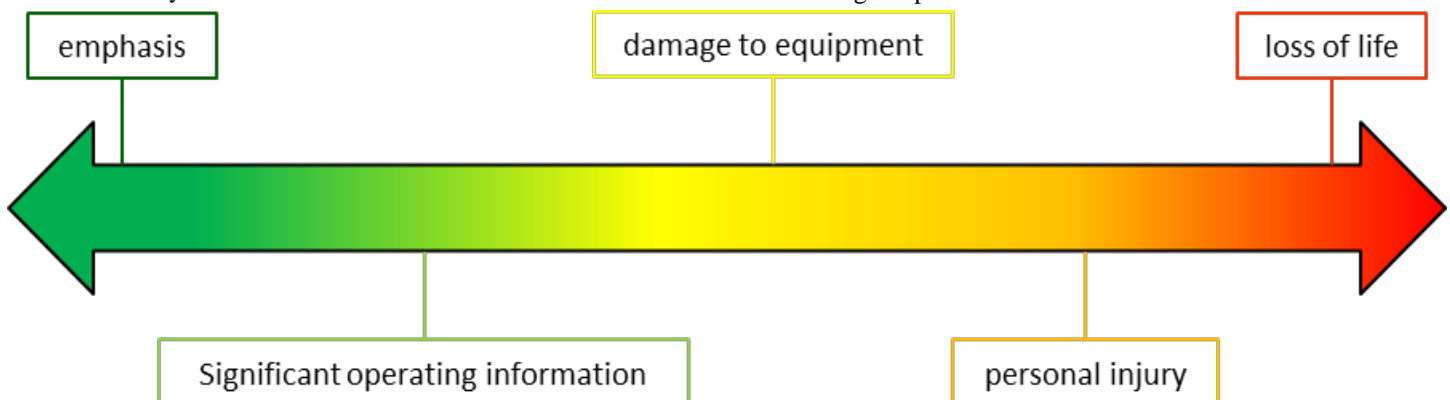 emphasis
damage to equipment
loss of life
Significant operating information
personal injury